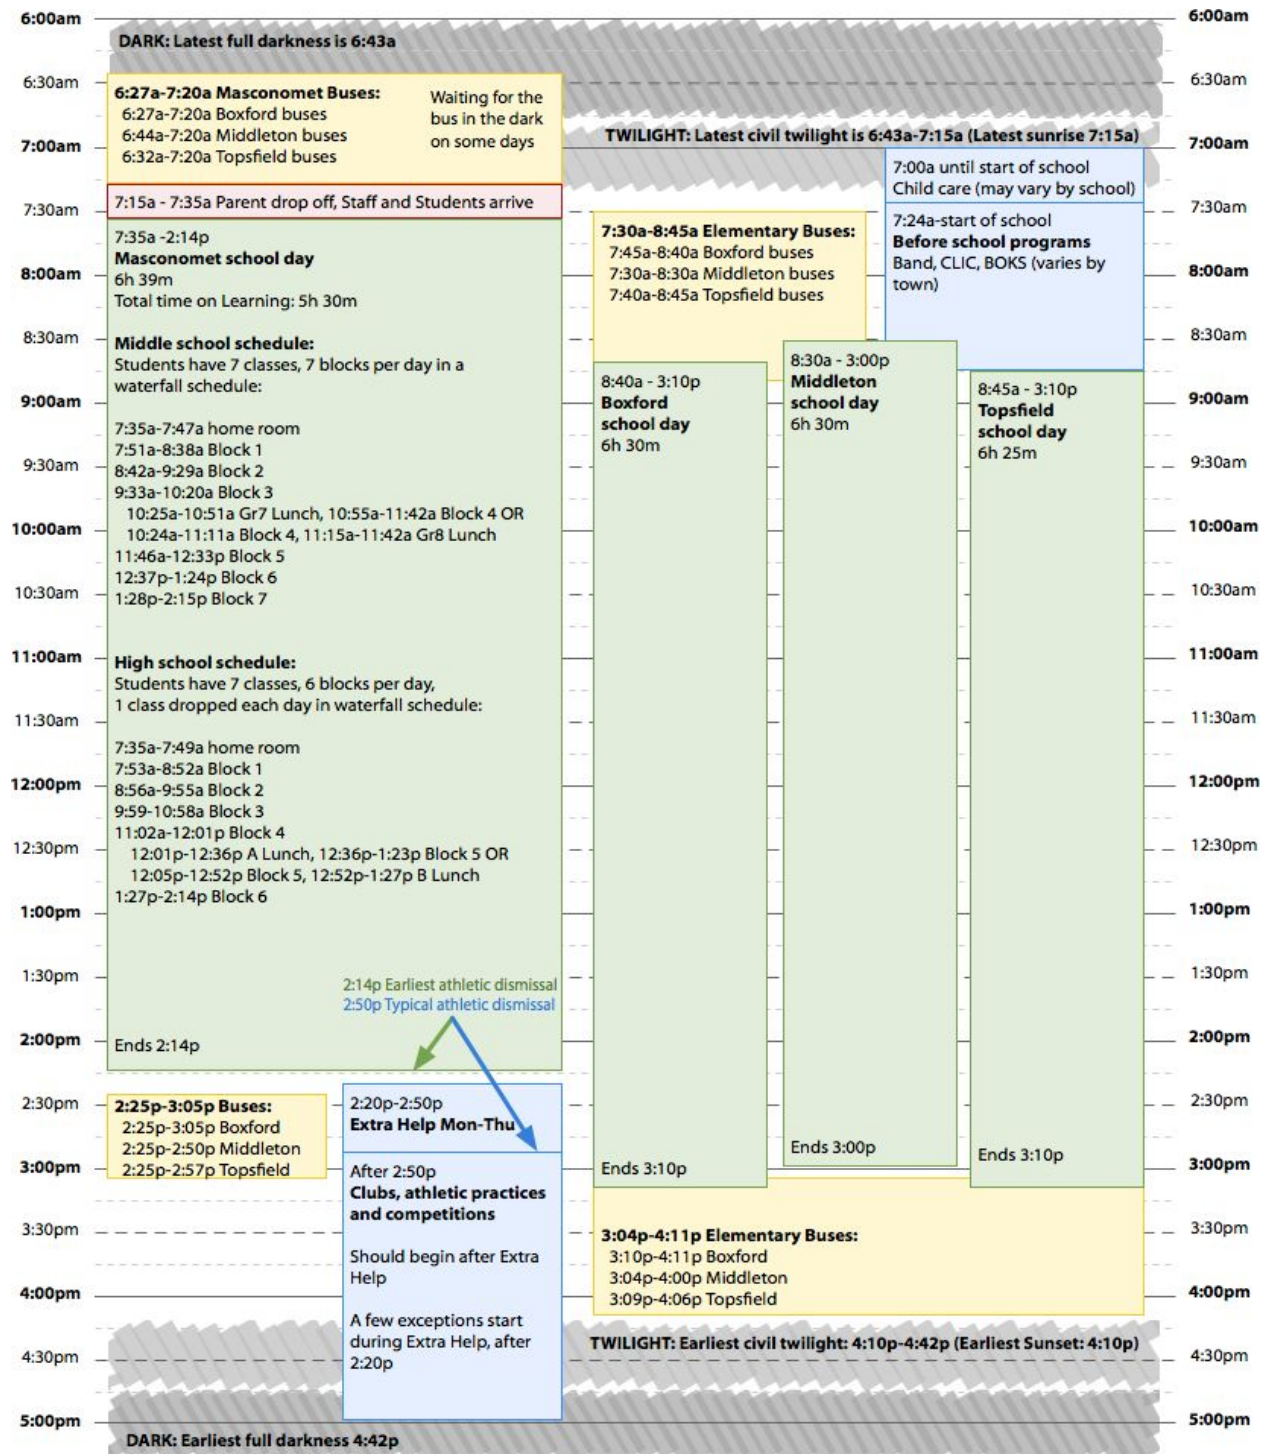 6:00am
6:30am
7:00am
7:30am
8:00am
8:30am
9:00am
9:30am
10:00am
10:30am
11:00am
11:30am
12:00pm
12:30pm
1:00pm
1:30pm
2:00pm
2:30pm
3:00pm
3:30pm
4:00pm
4:30pm
5:00pm
DARK: Latest full darkness is 6:43a
6:27a-7:20a Masconomet Buses:
6:27a-7:20a Boxford buses
6:44a-7:20a Middleton buses
6:32a-7:20a Topsfield buses
Waiting for the
bus in the dark
on some days
7:15a - 7:35a Parent drop off, Staff and Students arrive
7:35a -2:14p
Masconomet school day
6h 39m
Total time on Learning: 5h 30m
Middle school schedule:
Students have 7 classes, 7 blocks per day in a
waterfall schedule:
7:35a-7:47a home room
7:51a-8:38a Block 1
8:42a-9:29a Block 2
9:33a-10:20a Block 3
10:25a-10:51a Gr7 Lunch, 10:55a-11:42a Block 4 OR
10:24a-11:11a Block 4, 11:15a-11:42a Gr8 Lunch
11:46a-12:33p Block 5
12:37p-1:24p Block 6
1:28p-2:15p Block 7
High school schedule:
Students have 7 classes, 6 blocks per day,
1 class dropped each day in waterfall schedule:
7:35a-7:49a home room
7:53a-8:52a Block 1
8:56a-9:55a Block 2
9:59-10:58a Block 3
11:02a-12:01p Block 4
12:01p-12:36p A Lunch, 12:36p-1:23p Block 5 OR
12:05p-12:52p Block 5, 12:52p-1:27p B Lunch
1:27p-2:14p Block 6
2:14p Earliest athletic dismissal
2:50p Typical athletic dismissal
Ends 2:14p
2:25p-3:05p Buses:
2:25p-3:05p Boxford
2:25p-2:50p Middleton
2:25p-2:57p Topsfield
2:20p-2:50p
Extra Help Mon-Thu
After 2:50p
Clubs, athletic practices
and competitions
Should begin after Extra
Help
A few exceptions start
during Extra Help, after
2:20p
TWILIGHT: Latest civil twilight is 6:43a-7:15a (Latest sunrise 7:15a)
7:00a until start of school
Child care (may vary by school)
7:24a-start of school
Before school programs
Band, CLIC, BOKS (varies by
town)
7:30a-8:45a Elementary Buses:
7:45a-8:40a Boxford buses
7:30a-8:30a Middleton buses
7:40a-8:45a Topsfield buses
8:40a - 3:10p
Boxford
school day
6h 30m
Ends 3:10p
8:30a - 3:00p
Middleton
school day
6h 30m
Ends 3:00p
8:45a - 3:10p
Topsfield
school day
6h 25m
Ends 3:10p
3:04p-4:11p Elementary Buses:
3:10p-4:11p Boxford
3:04p-4:00p Middleton
3:09p-4:06p Topsfield
TWILIGHT: Earliest civil twilight: 4:10p-4:42p (Earliest Sunset: 4:10p)
DARK: Earliest full darkness 4:42p
6:00am
6:30am
7:00am
7:30am
8:00am
8:30am
9:00am
9:30am
10:00am
10:30am
11:00am
11:30am
12:00pm
12:30pm
1:00pm
1:30pm
2:00pm
2:30pm
3:00pm
3:30pm
4:00pm
4:30pm
5:00pm